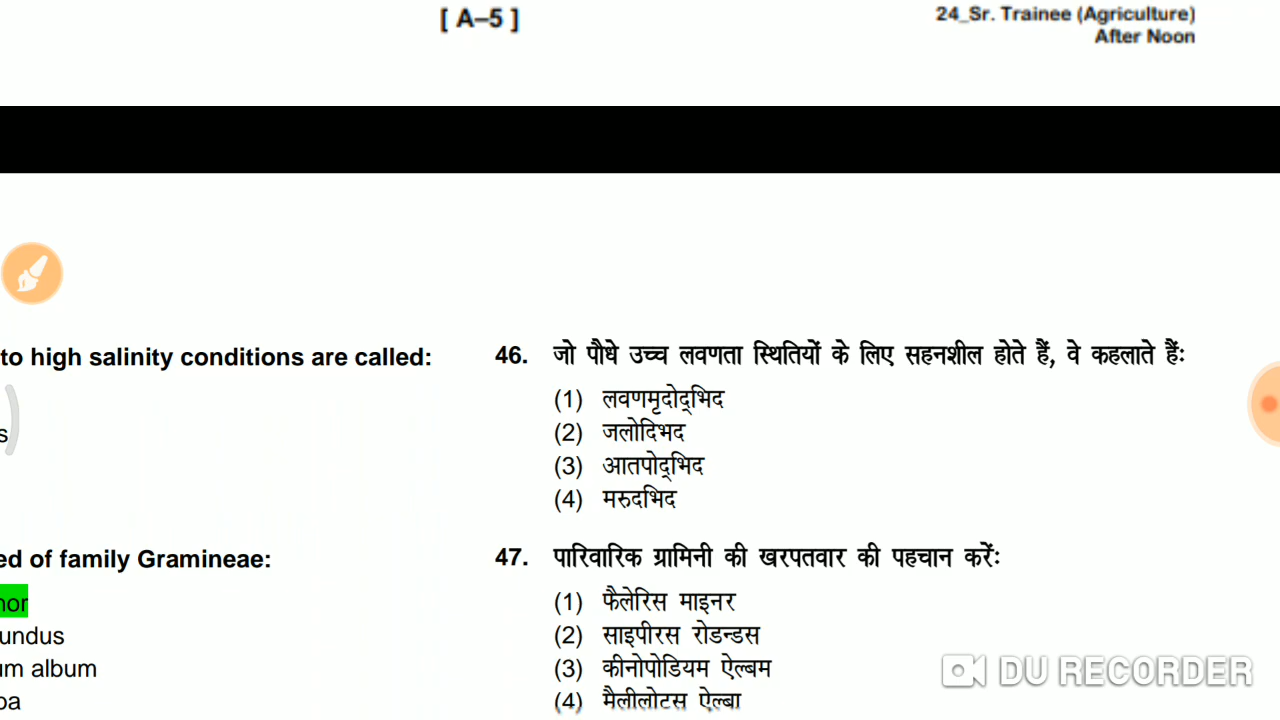 [ A–5 ]
24_Sr. Trainee (Agriculture)
After Noon
to high salinity conditions are called:
s
ed of family Gramineae:
nor
undus
um album
ba
46. जो पौधे उच्च लवणता स्थितियों के लिए सहनशील होते हैं, वे कहलाते हैंः
(1) लवणमृदोद्भिद
(2) जलोदिभद
(3) आतपोद्भिद
(4) मरुदभिद
47. पारिवारिक ग्रामिनी की खरपतवार की पहचान करेंः
(1) फैलेरिस माइनर
(2) साइपीरस रोडन्डस
(3) कीनोपोडियम ऐल्बम
(4) मैलीलोटस ऐल्बा
DU RECORDER